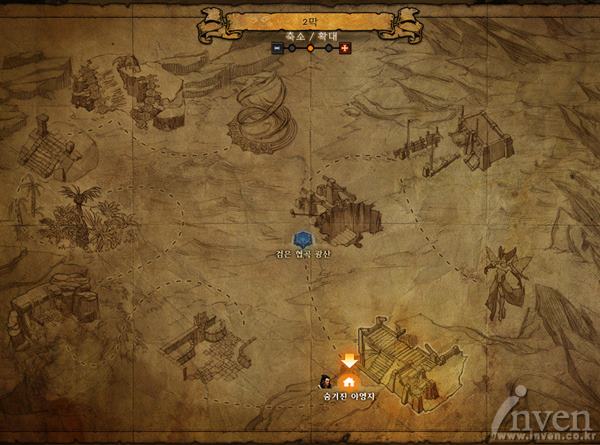 2막
축소 / 확대
검은 협곡 광산
숨겨진 야영지
inven
www.inven.co.kr